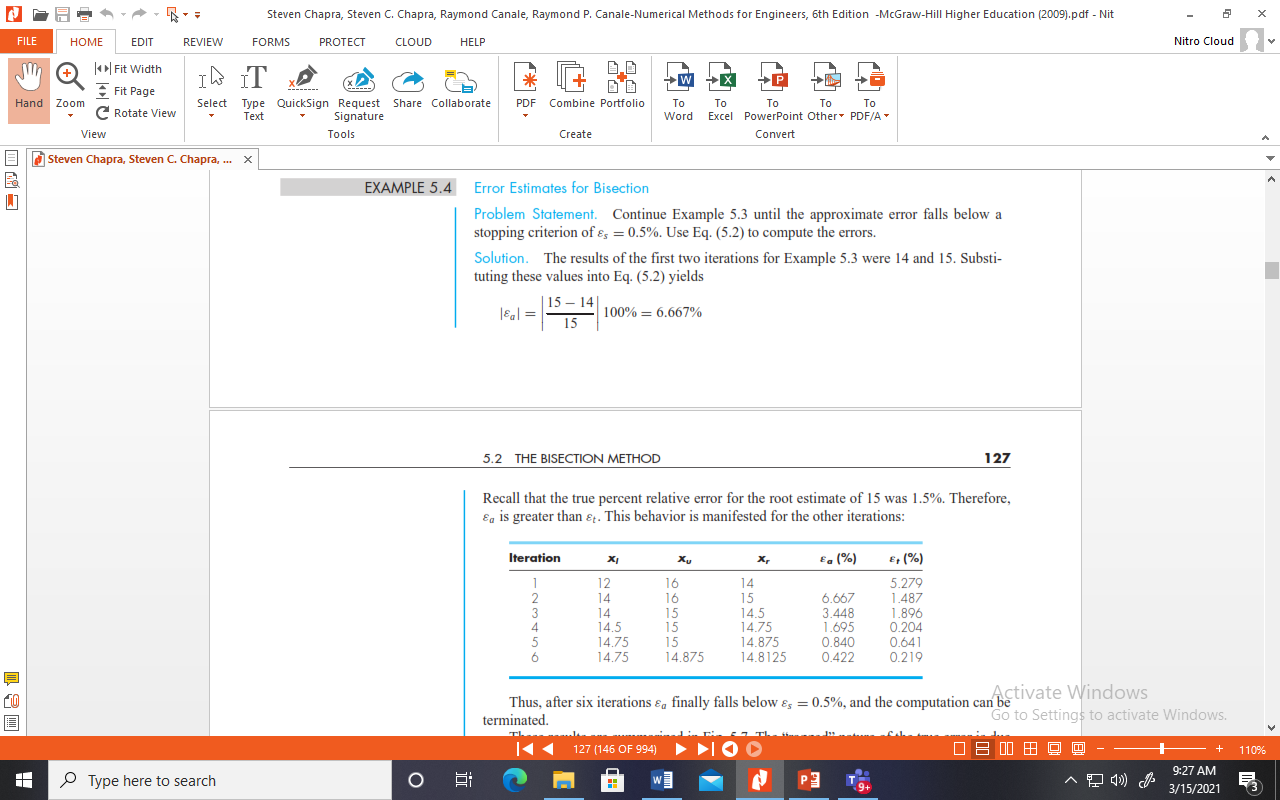 Steven Chapra, Steven C. Chapra, Raymond Canale, Raymond P. Canale-Numerical Methods for Engineers, 6th Edition -McGraw-Hill Higher Education (2009).pdf - Nit
FILE HOME EDIT REVIEW FORMS PROTECT CLOUD HELP Nitro Cloud
Hand
Zoom
Fit Width
Fit Page
Rotate View
View
Select
Type Text
QuickSign
Request Signature
Share
Collaborate
Tools
PDF
Combine
Portfolio
Create
To Word
To Excel
To PowerPoint
To Other
To PDF/A
Convert
Steven Chapra, Steven C. Chapra, ...
EXAMPLE 5.4 Error Estimates for Bisection
Problem Statement. Continue Example 5.3 until the approximate error falls below a
stopping criterion of εs = 0.5%. Use Eq. (5.2) to compute the errors.
Solution. The results of the first two iterations for Example 5.3 were 14 and 15. Substi-
tuting these values into Eq. (5.2) yields
|εa| = |(15 − 14)/15| 100% = 6.667%
5.2 THE BISECTION METHOD 127
Recall that the true percent relative error for the root estimate of 15 was 1.5%. Therefore,
εa is greater than εt. This behavior is manifested for the other iterations:
Iteration xl xu xr εa (%) εt (%)
1 12 16 14 5.279
2 14 16 15 6.667 1.487
3 14 15 14.5 3.448 1.896
4 14.5 15 14.75 1.695 0.204
5 14.75 15 14.875 0.840 0.641
6 14.75 14.875 14.8125 0.422 0.219
Thus, after six iterations εa finally falls below εs = 0.5%, and the computation can be
terminated.
Activate Windows
Go to Settings to activate Windows.
127 (146 OF 994)
110%
Type here to search
9+
9:27 AM
3/15/2021
3